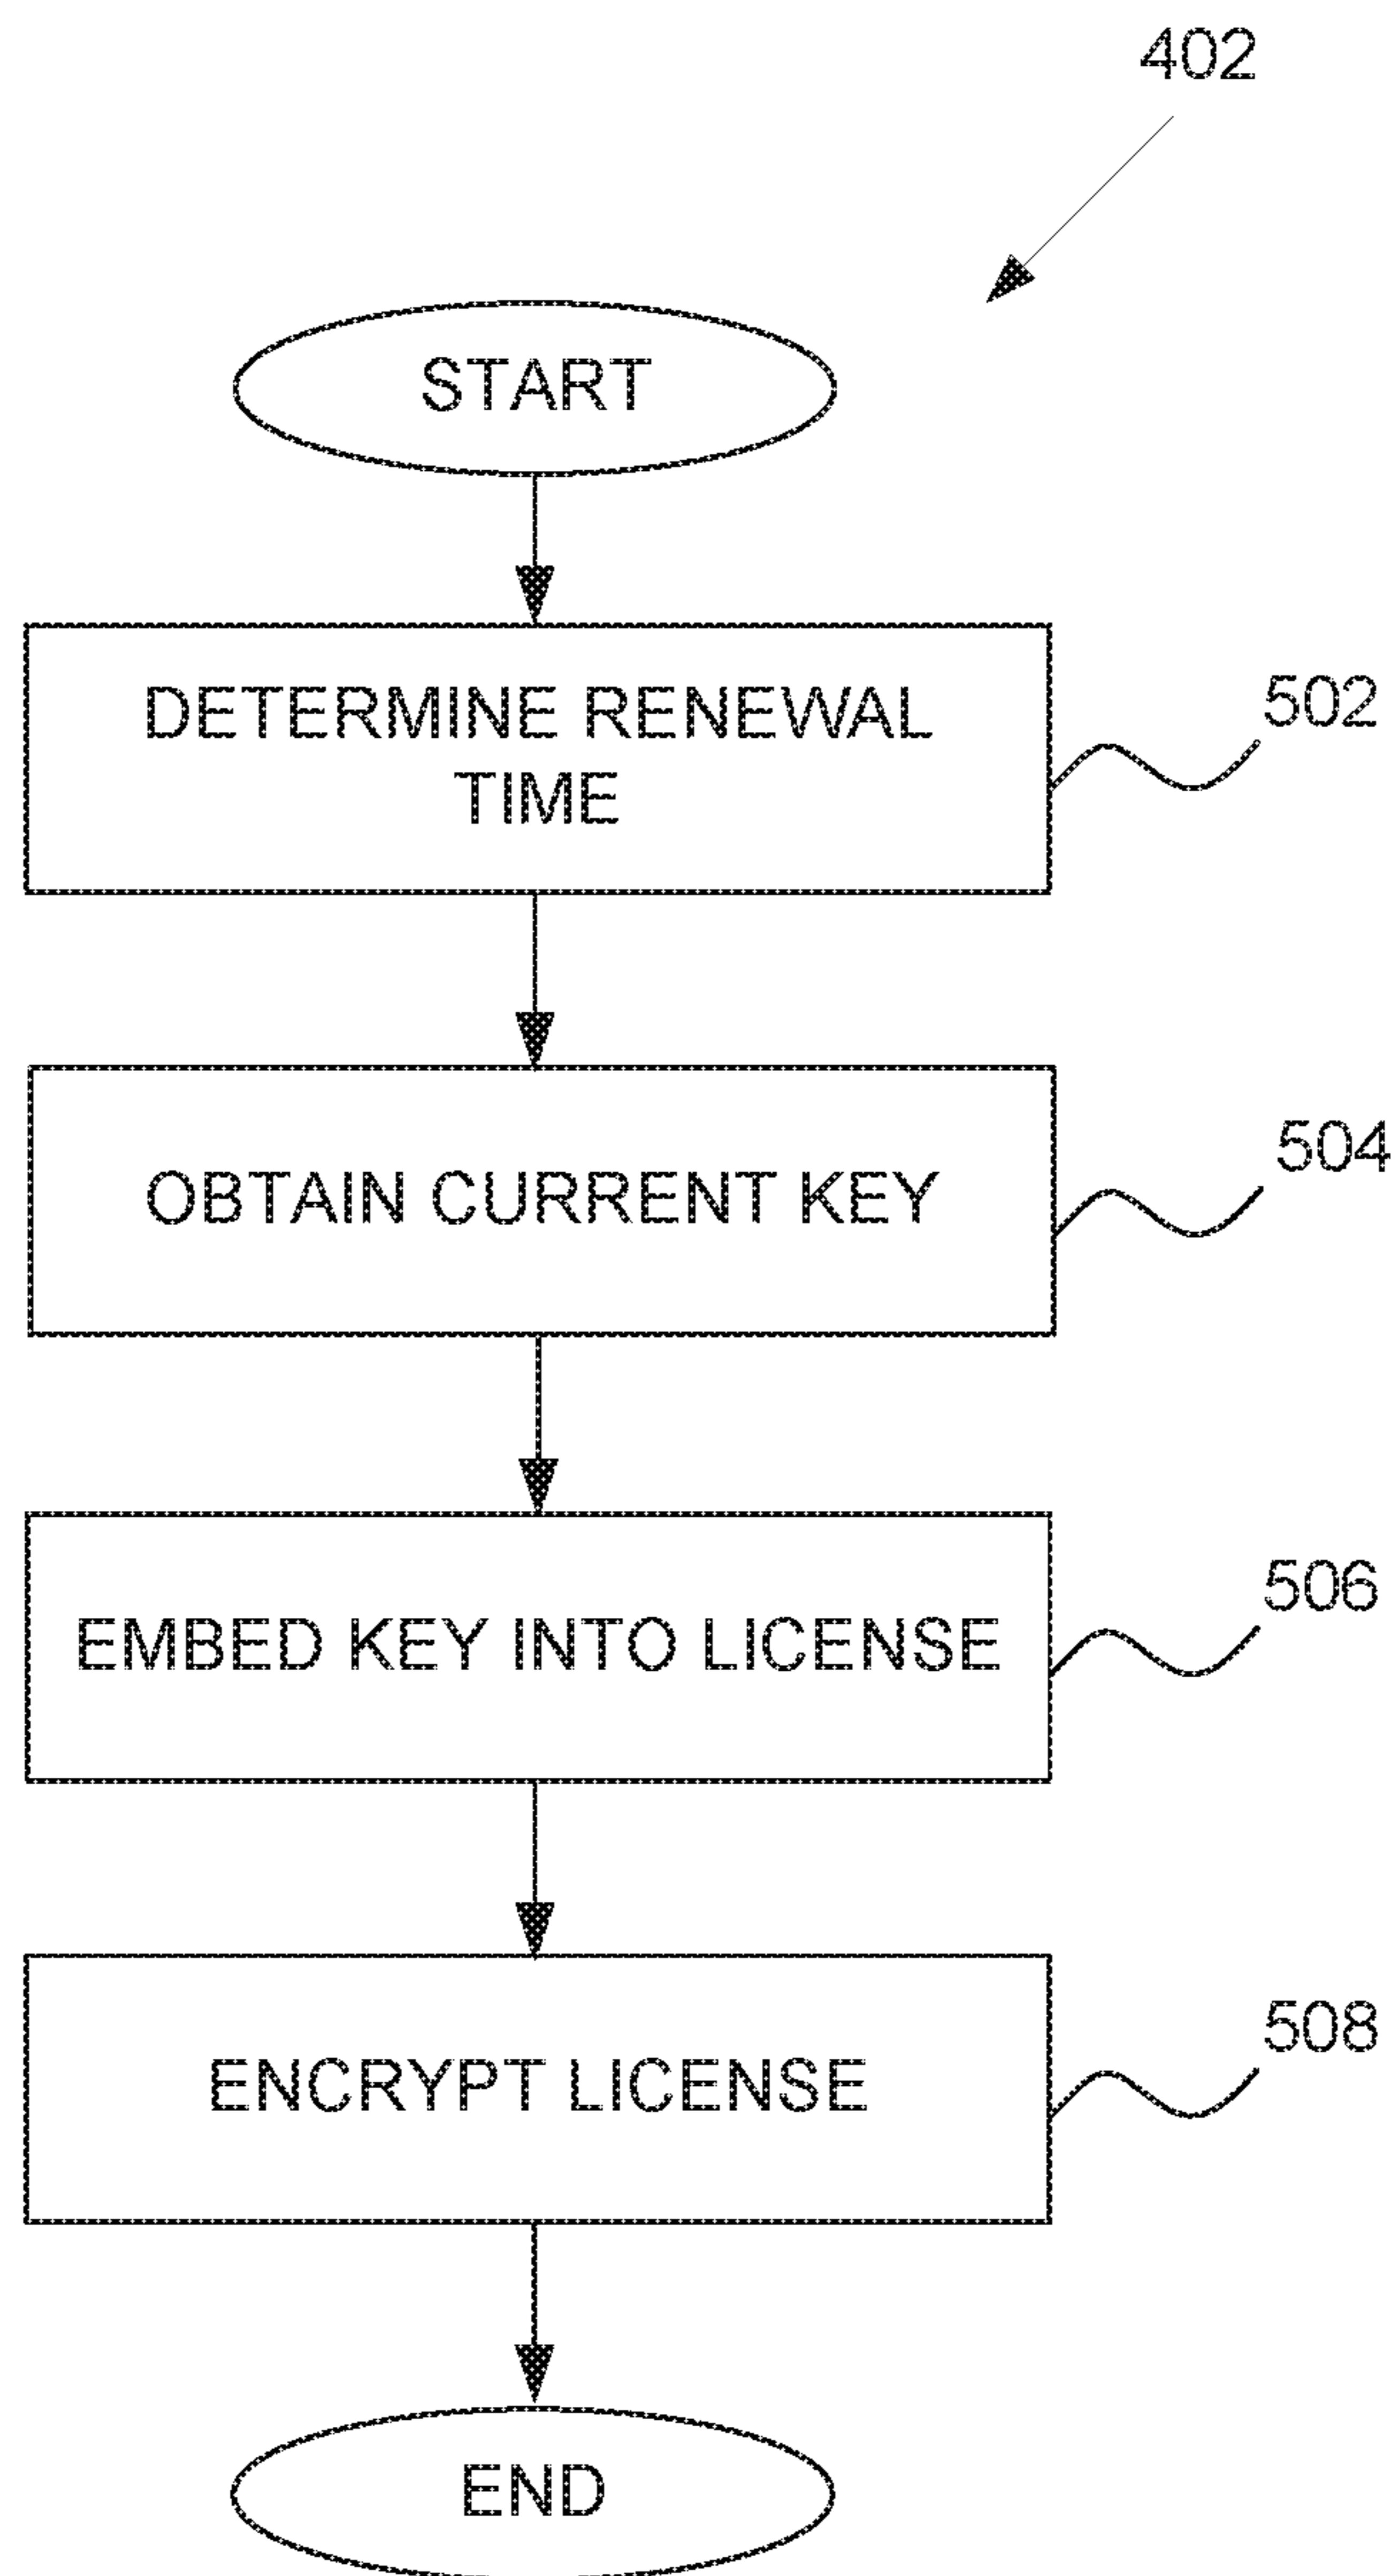 402
START
DETERMINE RENEWAL
TIME
502
OBTAIN CURRENT KEY
504
EMBED KEY INTO LICENSE
506
ENCRYPT LICENSE
508
END